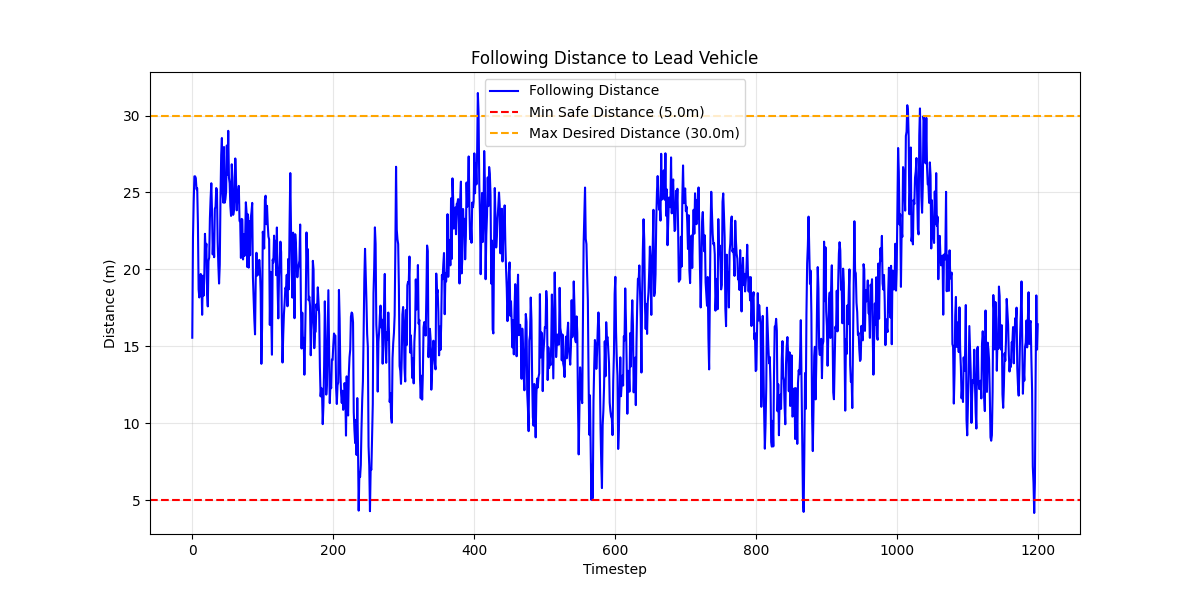 Following Distance to Lead Vehicle
Following Distance
Min Safe Distance (5.0m)
Max Desired Distance (30.0m)
Distance (m)
30
25
20
15
10
5
0
200
400
600
800
1000
1200
Timestep